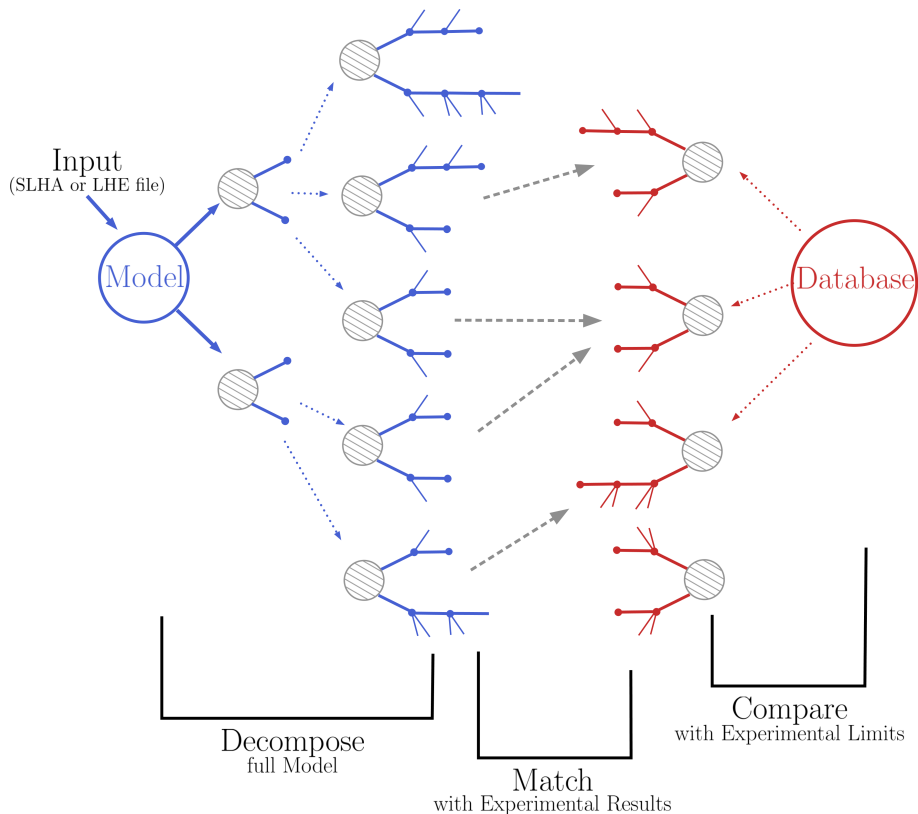 Input
(SLHA or LHE file)
Model
Database
Decompose
full Model
Match
with Experimental Results
Compare
with Experimental Limits